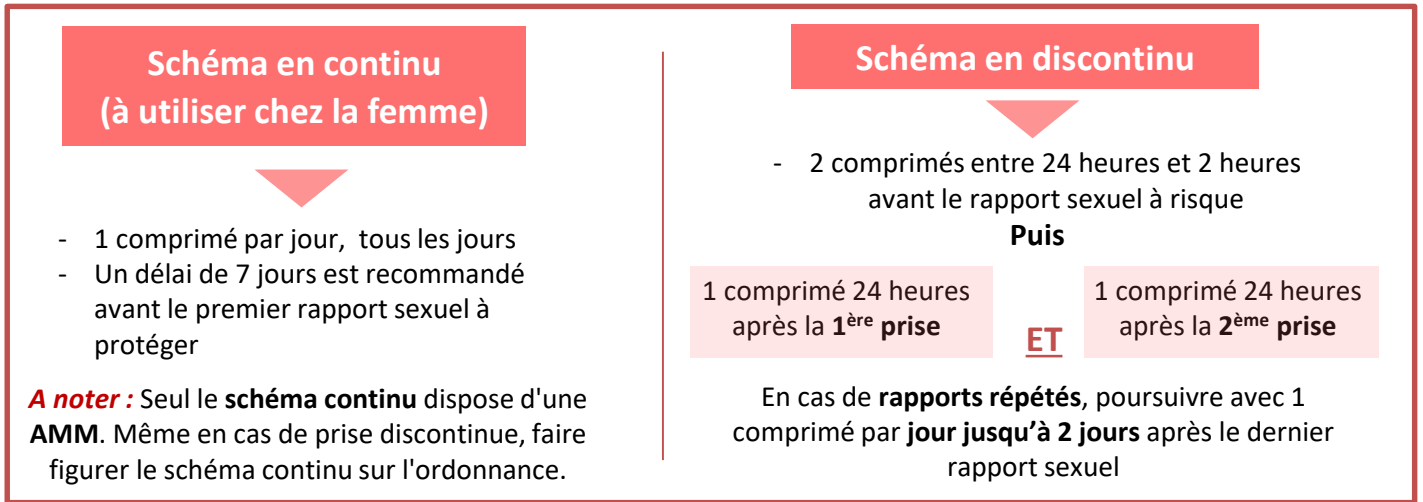 Schéma en continu
(à utiliser chez la femme)
- 1 comprimé par jour, tous les jours
- Un délai de 7 jours est recommandé
avant le premier rapport sexuel à
protéger
A noter : Seul le schéma continu dispose d'une
AMM. Même en cas de prise discontinue, faire
figurer le schéma continu sur l'ordonnance.
Schéma en discontinu
- 2 comprimés entre 24 heures et 2 heures
avant le rapport sexuel à risque
Puis
1 comprimé 24 heures
après la 1ère prise
ET
1 comprimé 24 heures
après la 2ème prise
En cas de rapports répétés, poursuivre avec 1
comprimé par jour jusqu’à 2 jours après le dernier
rapport sexuel